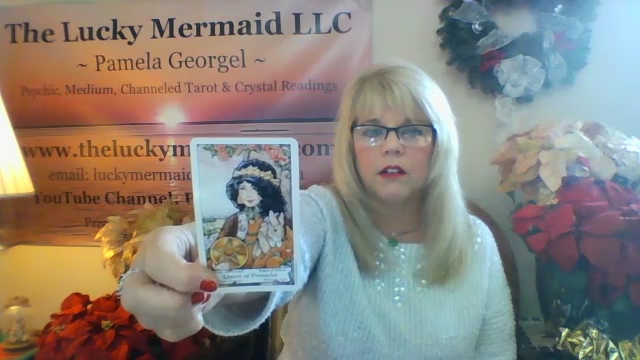 The Lucky Mermaid LLC
~ Pamela Georgel ~
Psychic, Medium, Channeled Tarot & Crystal Readings
www.theluckym
email: luckymermaid
YouTube Channel:
Queen of Pentacles